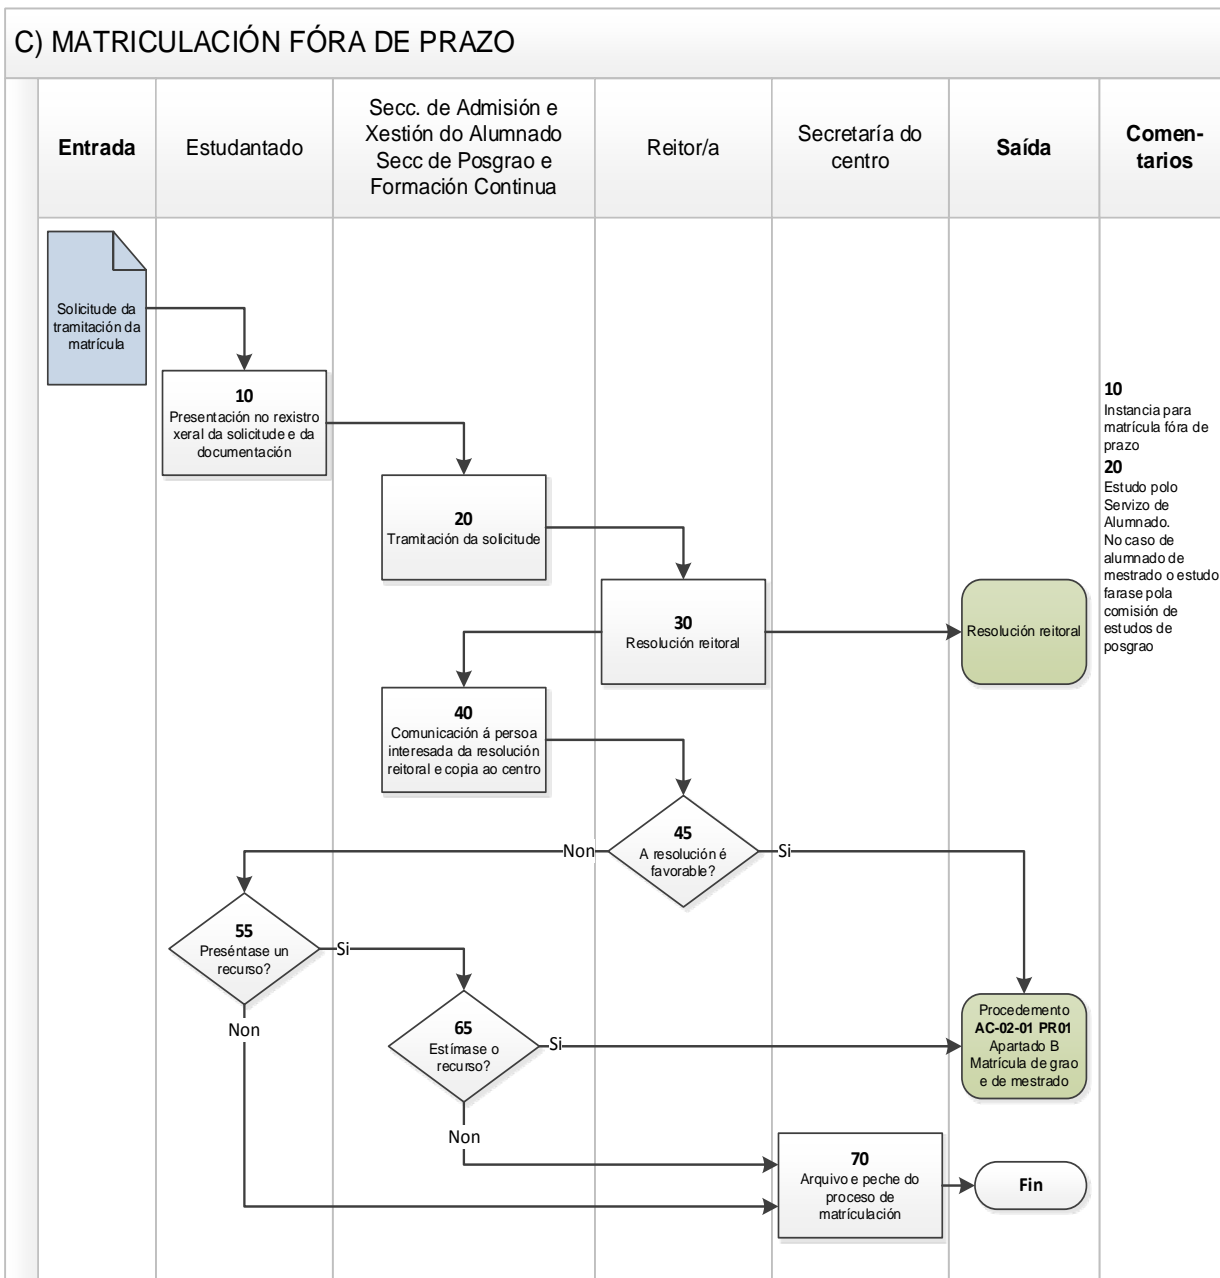 C) MATRICULACIÓN FÓRA DE PRAZO
Entrada
Estudantado
Secc. de Admisión e
Xestión do Alumnado
Secc de Posgrao e
Formación Continua
Reitor/a
Secretaría do
centro
Saída
Comen-
tarios
Solicitude da
tramitación da
matrícula
10
Presentación no rexistro
xeral da solicitude e da
documentación
20
Tramitación da solicitude
30
Resolución reitoral
Resolución reitoral
10
Instancia para
matrícula fóra de
prazo
20
Estudo polo
Servizo de
Alumnado.
No caso de
alumnado de
mestrado o estudo
farase pola
comisión de
estudos de
posgrao
40
Comunicación á persoa
interesada da resolución
reitoral e copia ao centro
45
A resolución é
favorable?
Non
Si
55
Preséntase un
recurso?
Si
Non
65
Estímase o
recurso?
Si
Non
Procedemento
AC-02-01 PR01
Apartado B
Matrícula de grao
e de mestrado
70
Arquivo e peche do
proceso de
matrículación
Fin